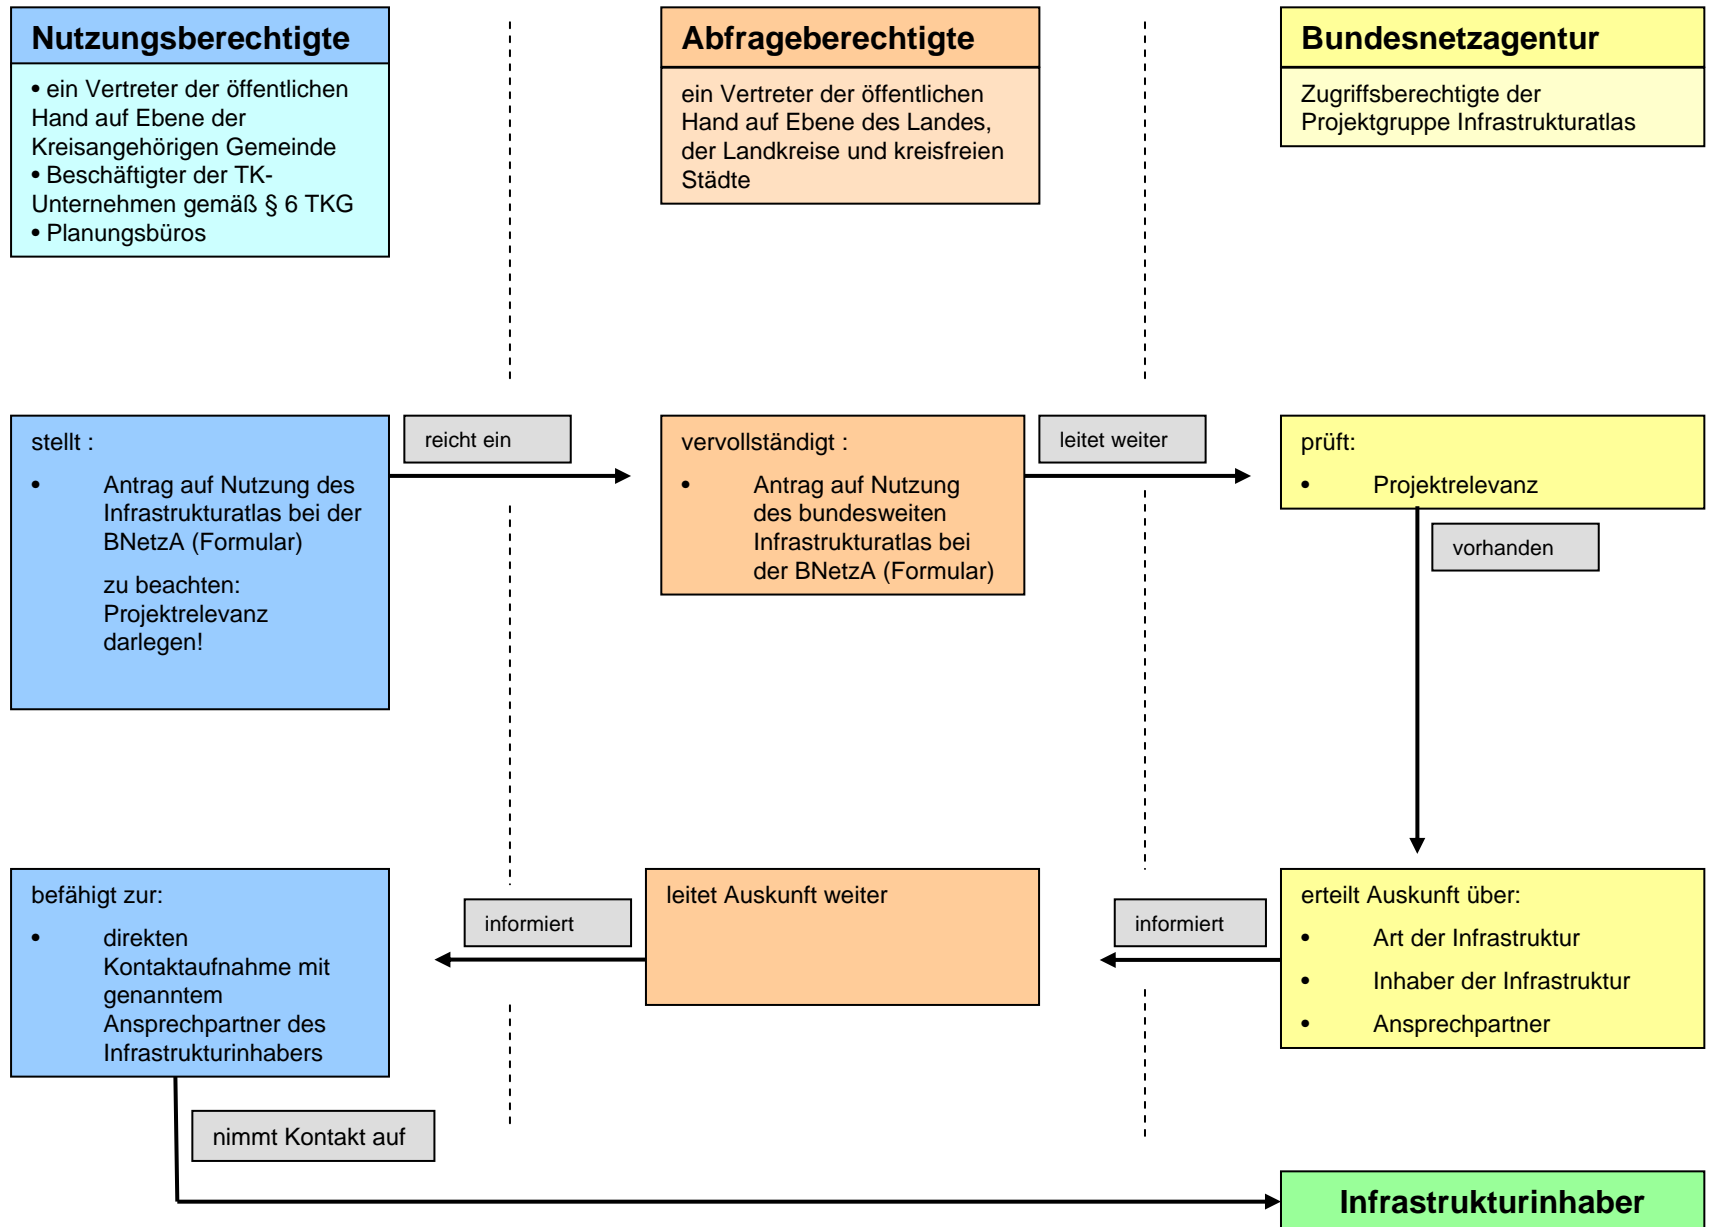 Nutzungsberechtigte
• ein Vertreter der öffentlichen
Hand auf Ebene der
Kreisangehörigen Gemeinde
• Beschäftigter der TK-
Unternehmen gemäß § 6 TKG
• Planungsbüros
Abfrageberechtigte
ein Vertreter der öffentlichen
Hand auf Ebene des Landes,
der Landkreise und kreisfreien
Städte
Bundesnetzagentur
Zugriffsberechtigte der
Projektgruppe Infrastrukturatlas
stellt :
• Antrag auf Nutzung des
Infrastrukturatlas bei der
BNetzA (Formular)
zu beachten:
Projektrelevanz
darlegen!
reicht ein
vervollständigt :
• Antrag auf Nutzung
des bundesweiten
Infrastrukturatlas bei
der BNetzA (Formular)
leitet weiter
prüft:
• Projektrelevanz
vorhanden
erteilt Auskunft über:
• Art der Infrastruktur
• Inhaber der Infrastruktur
• Ansprechpartner
informiert
leitet Auskunft weiter
informiert
befähigt zur:
• direkten
Kontaktaufnahme mit
genanntem
Ansprechpartner des
Infrastrukturinhabers
nimmt Kontakt auf
Infrastrukturinhaber